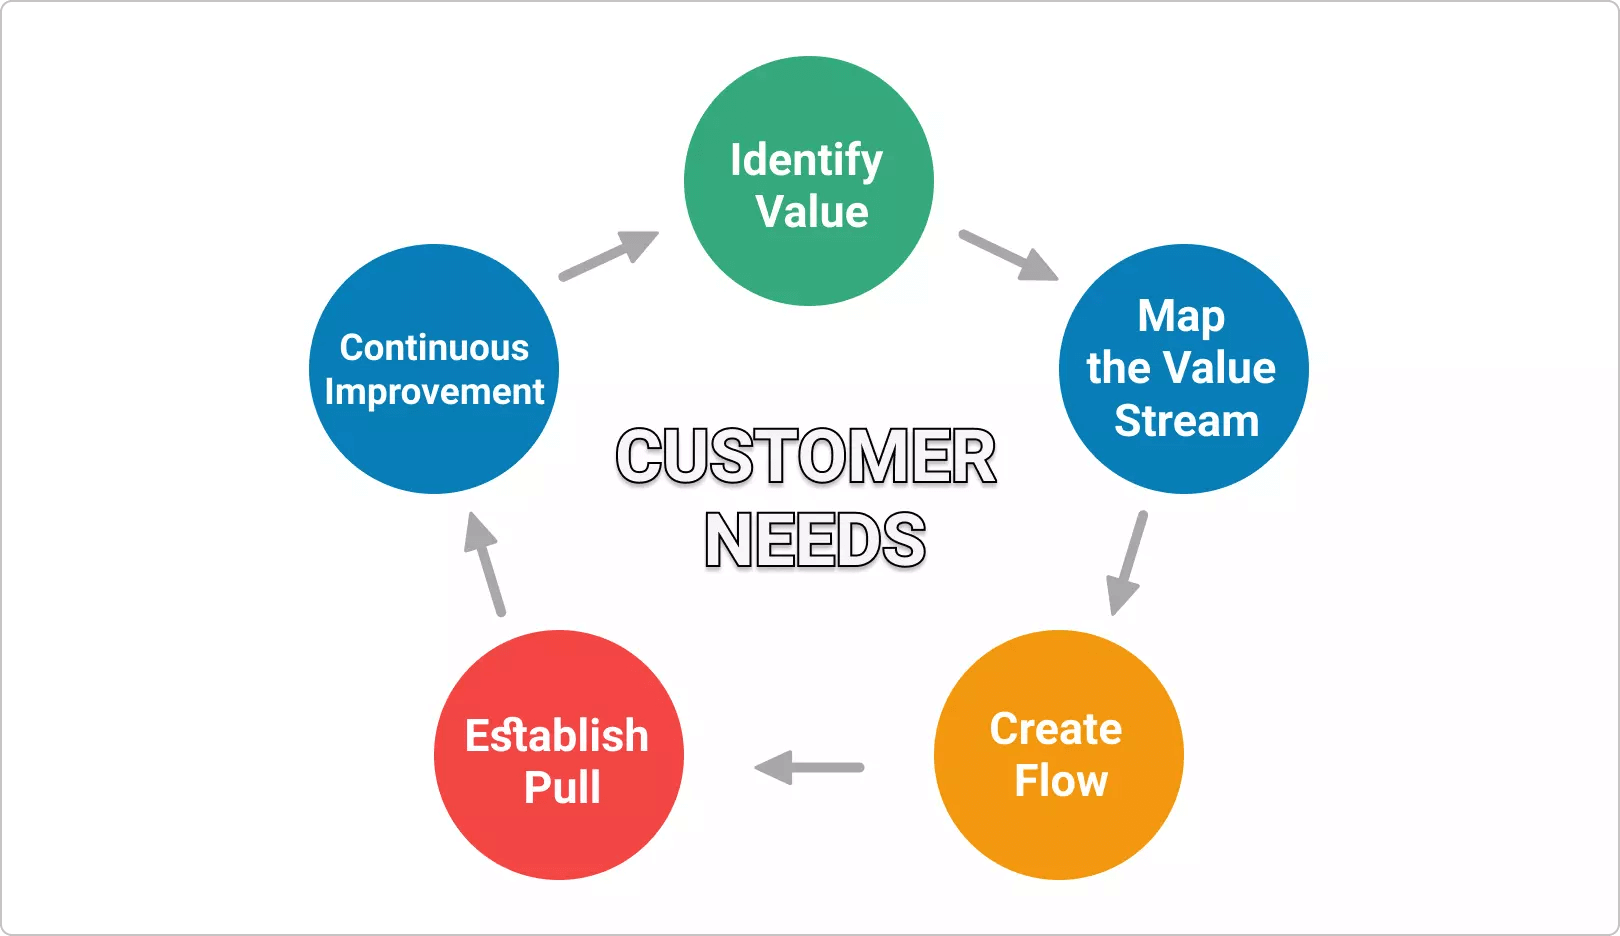 Identify
Value
Map
the Value
Stream
Create
Flow
Establish
Pull
Continuous
Improvement
CUSTOMER
NEEDS